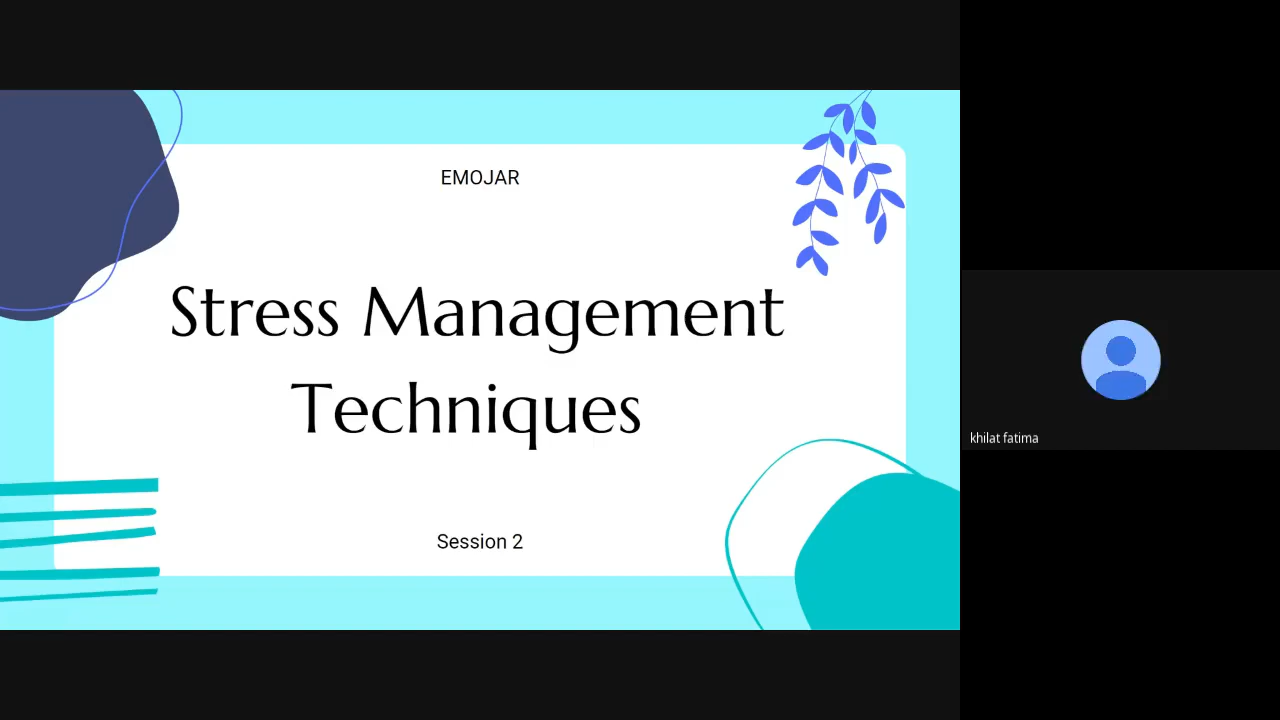 EMOJAR
Stress Management
Techniques
Session 2
khilat fatima